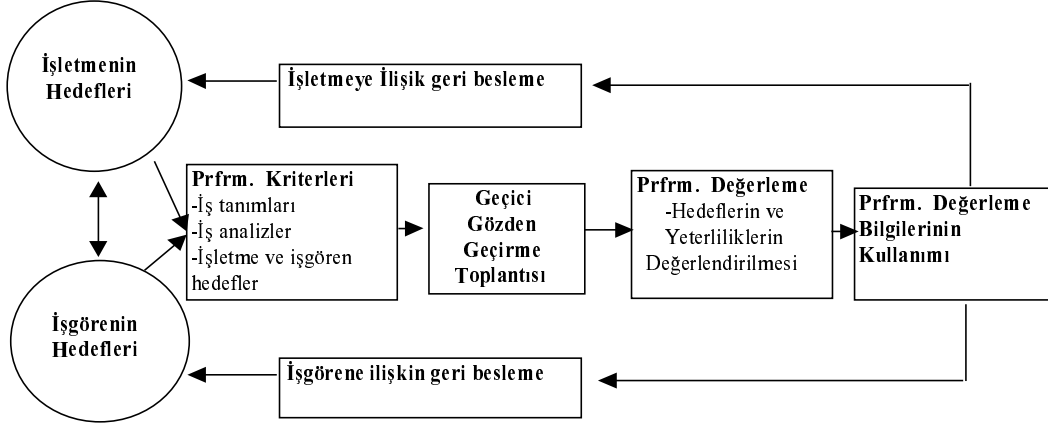 İşletmenin
Hedefleri
İşletmeye İlişik geri besleme
Prfrm. Kriterleri
-İş tanımları
-İş analizler
-İşletme ve işgören
hedefler
Geçici
Gözden
Geçirme
Toplantısı
Prfrm. Değerleme
-Hedeflerin ve
Yeterliliklerin
Değerlendirilmesi
Prfrm. Değerleme
Bilgilerinin
Kullanımı
İşgörenin
Hedefleri
İşgörene ilişkin geri besleme